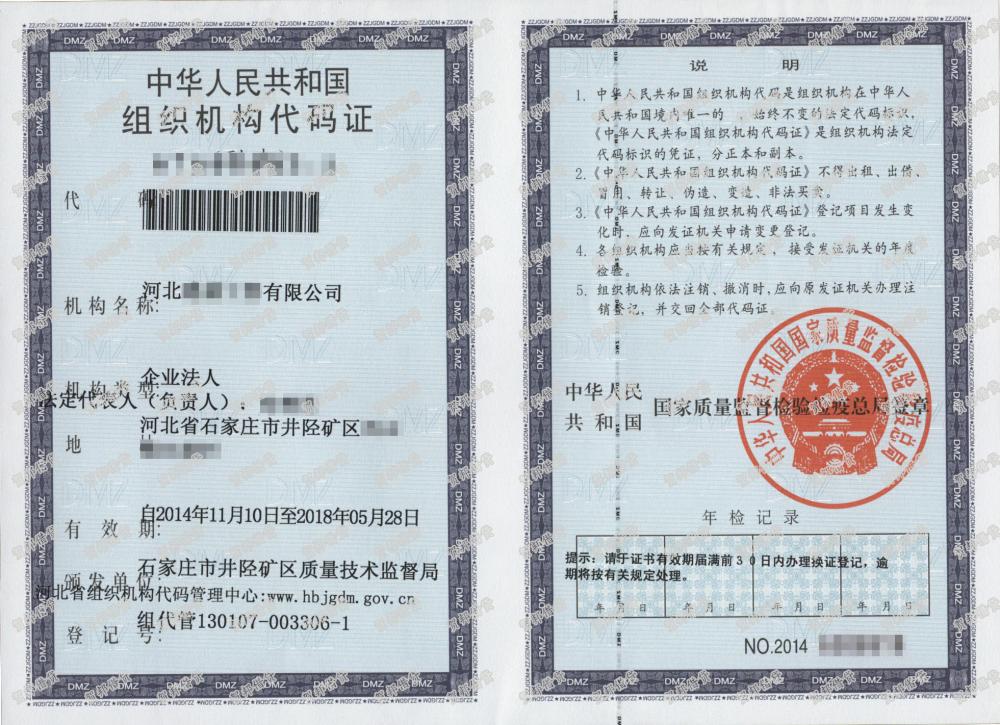 中华人民共和国
组织机构代码证
代 码
机构名称:
河北 有限公司
机构类型
企业法人
法定代表人（负责人）：
地
河北省石家庄市井陉矿区
有 效 期:
自2014年11月10日至2018年05月28日
颁发单位
石家庄市井陉矿区质量技术监督局
河北省组织机构代码管理中心:www.hbjgdm.gov.cn
登 记 号:
组代管130107-003306-1
说 明
1. 中华人民共和国组织机构代码是组织机构在中华人
民共和国境内唯一的 、始终不变的法定代码标识，
《中华人民共和国组织机构代码证》是组织机构法定
代码标识的凭证，分正本和副本。
2.《中华人民共和国组织机构代码证》不得出租、出借、
冒用、转让、伪造、变造、非法买卖。
3.《中华人民共和国组织机构代码证》登记项目发生变
化时，应向发证机关申请变更登记。
4. 各组织机构应当按有关规定，接受发证机关的年度
检验。
5. 组织机构依法注销、撤消时,应向原发证机关办理注
销登记，并交回全部代码证。
中华人民
共和国
国家质量监督检验检疫总局签章
中华人民共和国国家质量监督检验检疫总局
年检记录
提示：请于证书有效期届满前30日内办理换证登记，逾
期将按有关规定处理。
年 月 日 年 月 日 年 月 日 年 月 日
NO.2014